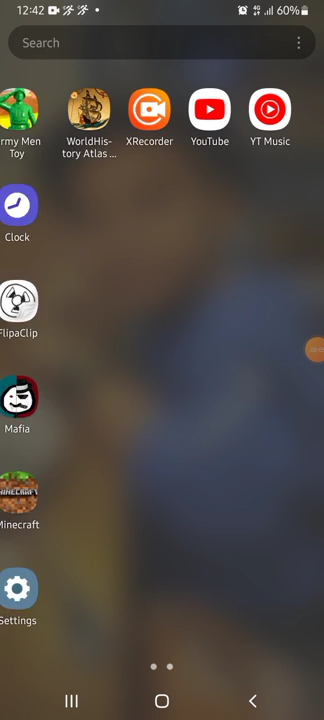 12:42
60%
Search
rmy Men
Toy
WorldHis-
tory Atlas ...
XRecorder
YouTube
YT Music
Clock
FlipaClip
Mafia
MINECRAFT
Minecraft
Settings